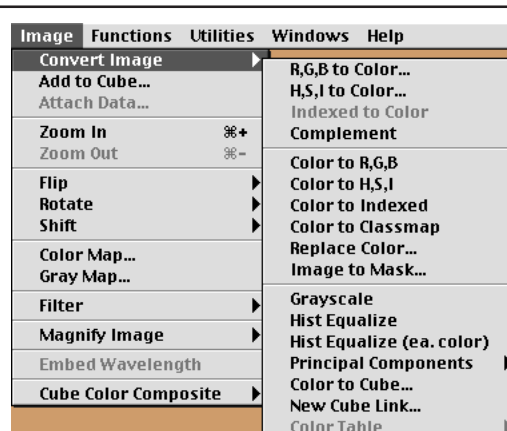 Image Functions Utilities Windows Help
Convert Image
Add to Cube...
Attach Data...
Zoom In ⌘+
Zoom Out ⌘-
Flip
Rotate
Shift
Color Map...
Gray Map...
Filter
Magnify Image
Embed Wavelength
Cube Color Composite
R,G,B to Color...
H,S,I to Color...
Indexed to Color
Complement
Color to R,G,B
Color to H,S,I
Color to Indexed
Color to Classmap
Replace Color...
Image to Mask...
Grayscale
Hist Equalize
Hist Equalize (ea. color)
Principal Components
Color to Cube...
New Cube Link...
Color Table